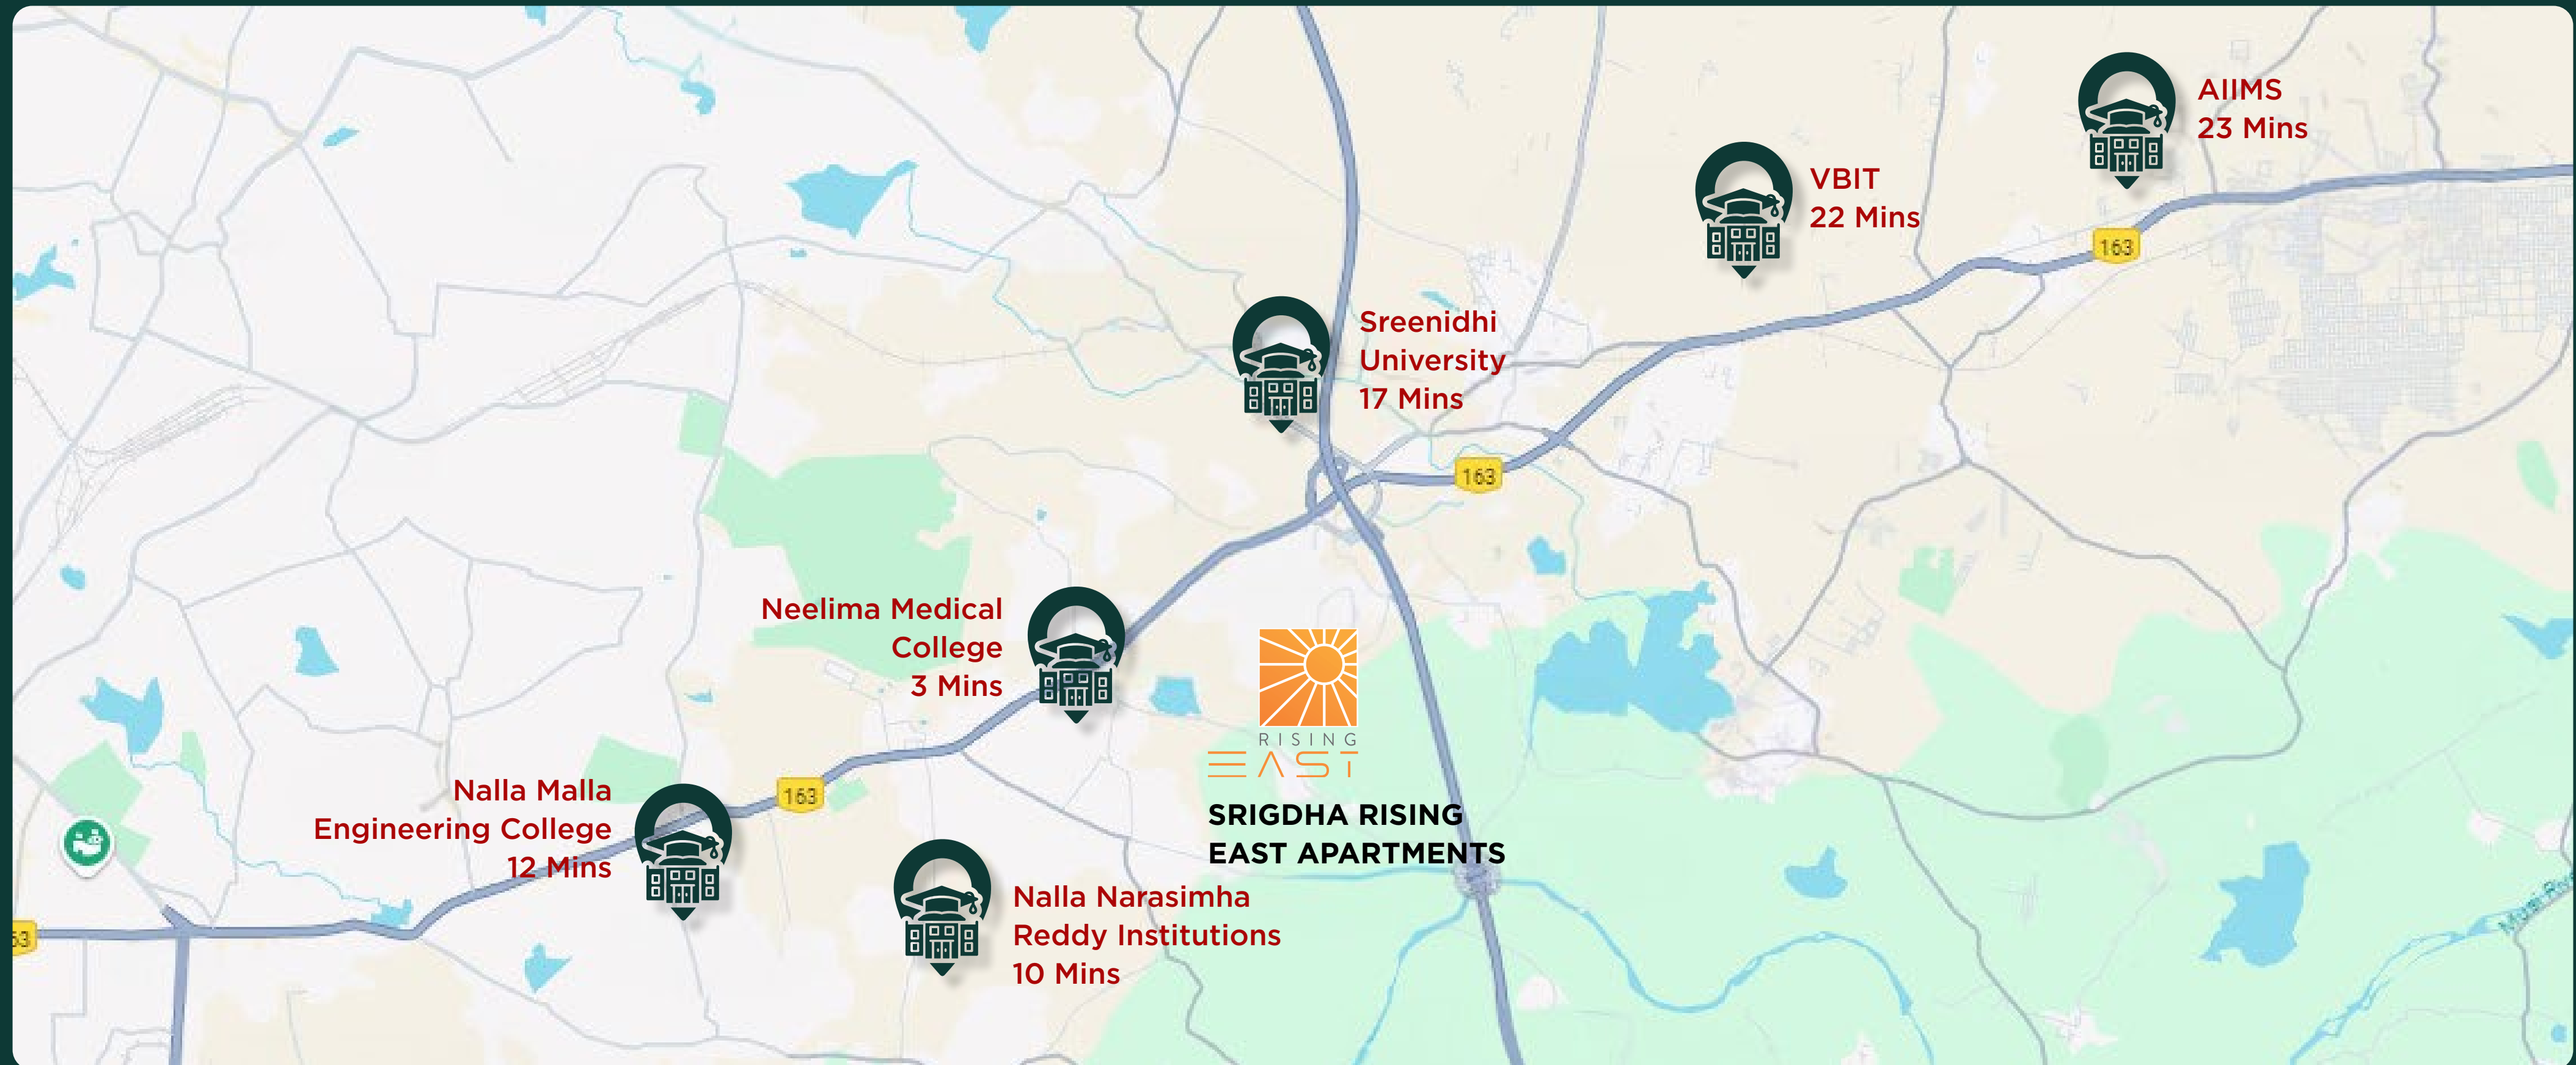 AIIMS
23 Mins
VBIT
22 Mins
163
Sreenidhi
University
17 Mins
163
Neelima Medical
College
3 Mins
RISING
EAST
SRIGDHA RISING
EAST APARTMENTS
Nalla Malla
Engineering College
12 Mins
163
Nalla Narasimha
Reddy Institutions
10 Mins
63